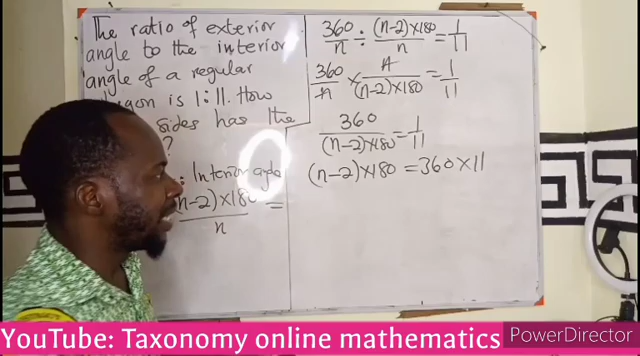 The ratio of exterior
angle to the interior
angle of a regular
is 1:11. How
sides has the
?
: Interior angle
n-2)×180 =
n
360/n ÷ (n-2)×180/n = 1/11
360/n × n/(n-2)×180 = 1/11
360/(n-2)×180 = 1/11
(n-2)×180 = 360×11
YouTube: Taxonomy online mathematics
PowerDirector